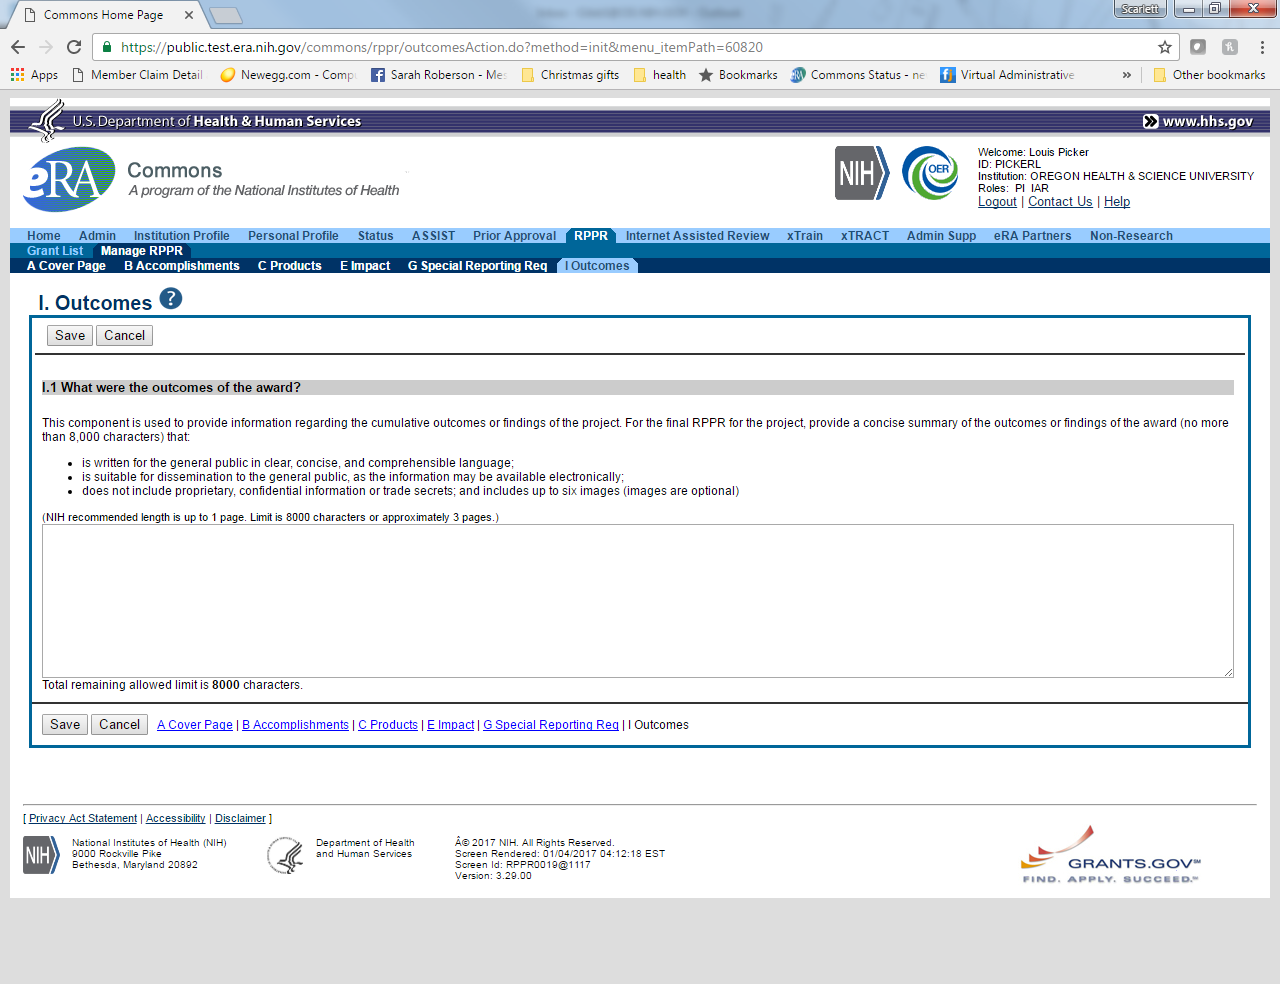 Commons Home Page
Scarlett
https://public.test.era.nih.gov/commons/rppr/outcomesAction.do?method=init&menu_itemPath=60820
Apps Member Claim Detail Newegg.com - Comp Sarah Roberson - Mes Christmas gifts health Bookmarks Commons Status - ne Virtual Administrative » Other bookmarks
U.S. Department of Health & Human Services www.hhs.gov
eRA Commons
A program of the National Institutes of Health
NIH OER
Welcome: Louis Picker
ID: PICKERL
Institution: OREGON HEALTH & SCIENCE UNIVERSITY
Roles: PI IAR
Logout | Contact Us | Help
Home Admin Institution Profile Personal Profile Status ASSIST Prior Approval RPPR Internet Assisted Review xTrain xTRACT Admin Supp eRA Partners Non-Research
Grant List Manage RPPR
A Cover Page B Accomplishments C Products E Impact G Special Reporting Req I Outcomes
I. Outcomes ?
Save Cancel
I.1 What were the outcomes of the award?
This component is used to provide information regarding the cumulative outcomes or findings of the project. For the final RPPR for the project, provide a concise summary of the outcomes or findings of the award (no more
than 8,000 characters) that:
• is written for the general public in clear, concise, and comprehensible language;
• is suitable for dissemination to the general public, as the information may be available electronically;
• does not include proprietary, confidential information or trade secrets; and includes up to six images (images are optional)
(NIH recommended length is up to 1 page. Limit is 8000 characters or approximately 3 pages.)
Total remaining allowed limit is 8000 characters.
Save Cancel A Cover Page | B Accomplishments | C Products | E Impact | G Special Reporting Req | I Outcomes
[ Privacy Act Statement | Accessibility | Disclaimer ]
NIH
National Institutes of Health (NIH)
9000 Rockville Pike
Bethesda, Maryland 20892
Department of Health
and Human Services
Â© 2017 NIH. All Rights Reserved.
Screen Rendered: 01/04/2017 04:12:18 EST
Screen Id: RPPR0019@1117
Version: 3.29.00
GRANTS.GOV℠
FIND. APPLY. SUCCEED.℠